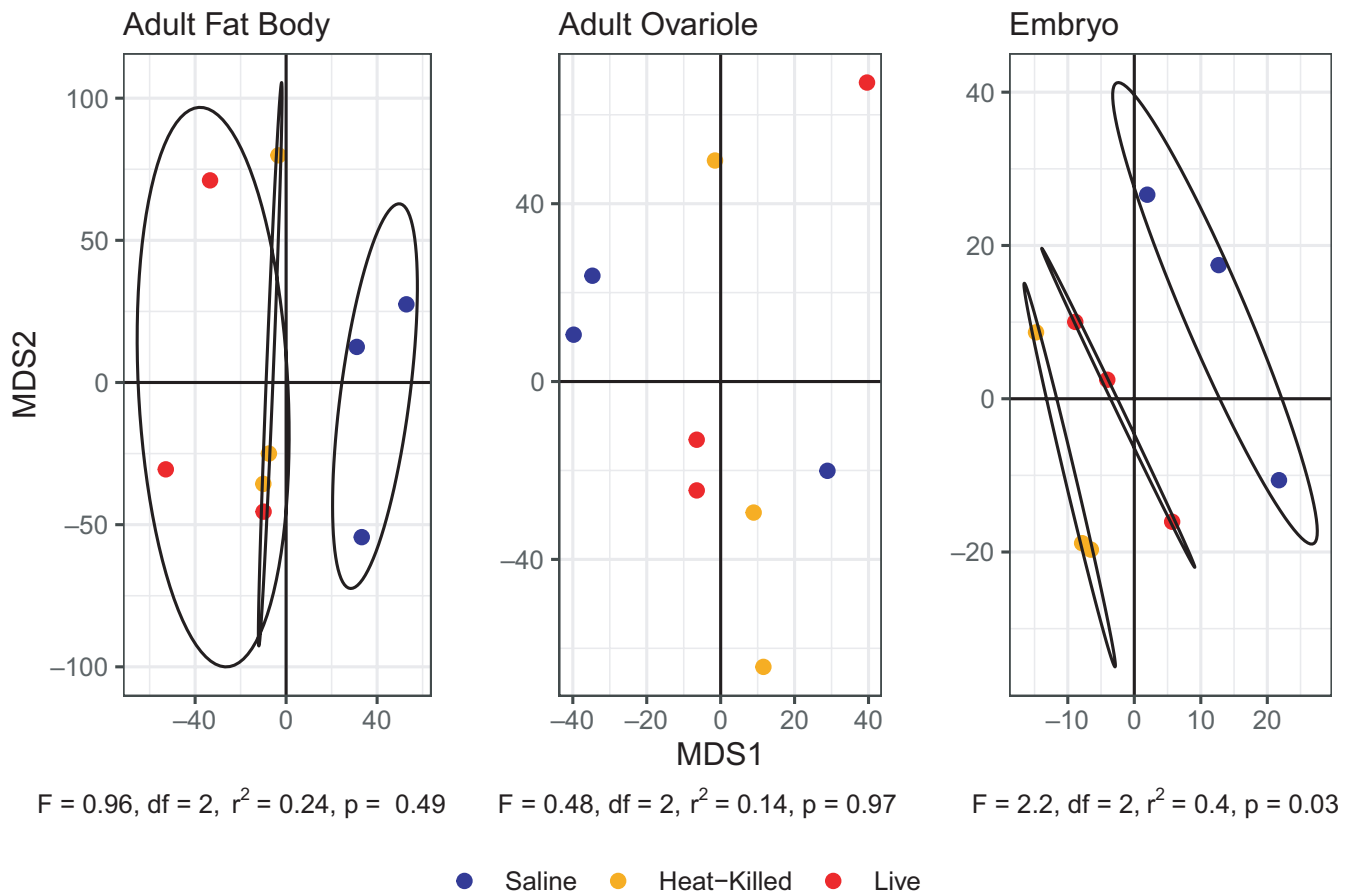 Adult Fat Body
Adult Ovariole
Embryo
MDS2
100
50
0
−50
−100
40
0
−40
40
20
0
−20
−40
0
40
−40
−20
0
20
40
−10
0
10
20
MDS1
F = 0.96, df = 2, r² = 0.24, p = 0.49
F = 0.48, df = 2, r² = 0.14, p = 0.97
F = 2.2, df = 2, r² = 0.4, p = 0.03
Saline
Heat−Killed
Live